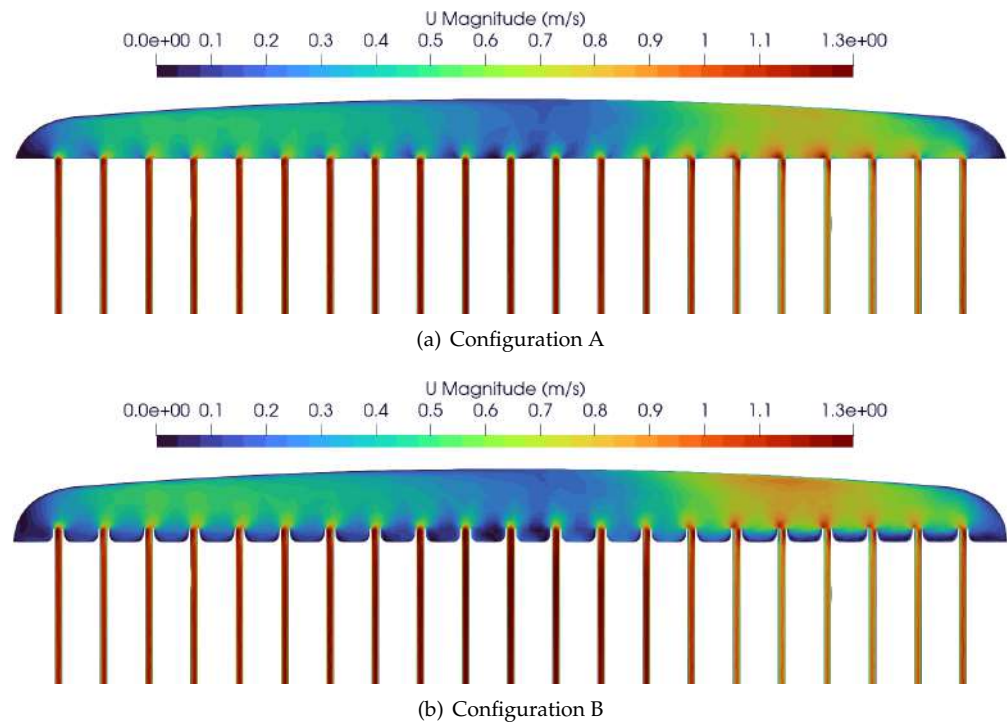 U Magnitude (m/s)
0.0e+00 0.1 0.2 0.3 0.4 0.5 0.6 0.7 0.8 0.9 1 1.1 1.3e+00
(a) Configuration A
U Magnitude (m/s)
0.0e+00 0.1 0.2 0.3 0.4 0.5 0.6 0.7 0.8 0.9 1 1.1 1.3e+00
(b) Configuration B